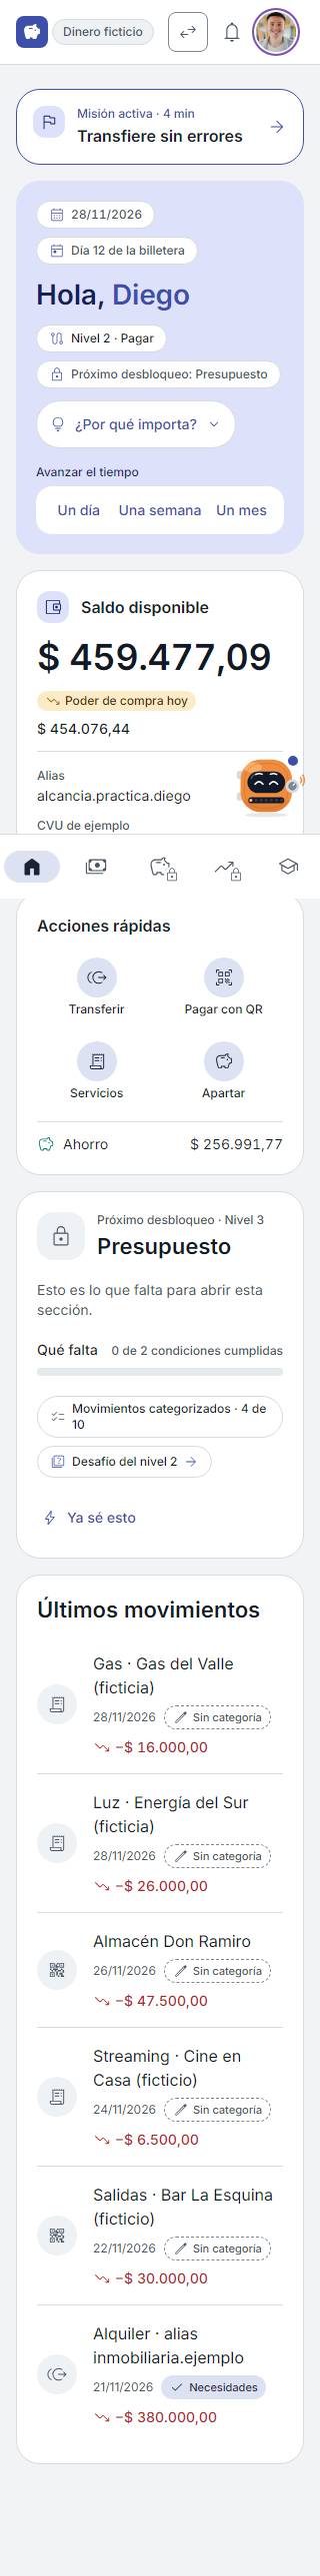 Dinero ficticio
Misión activa · 4 min
Transfiere sin errores
28/11/2026
Día 12 de la billetera
Hola, Diego
Nivel 2 · Pagar
Próximo desbloqueo: Presupuesto
¿Por qué importa?
Avanzar el tiempo
Un día Una semana Un mes
Saldo disponible
$ 459.477,09
Poder de compra hoy
$ 454.076,44
Alias
alcancia.practica.diego
CVU de ejemplo
Acciones rápidas
Transferir Pagar con QR
Servicios Apartar
Ahorro $ 256.991,77
Próximo desbloqueo · Nivel 3
Presupuesto
Esto es lo que falta para abrir esta
sección.
Qué falta 0 de 2 condiciones cumplidas
Movimientos categorizados · 4 de
10
Desafío del nivel 2
Ya sé esto
Últimos movimientos
Gas · Gas del Valle
(ficticia)
28/11/2026 Sin categoría
−$ 16.000,00
Luz · Energía del Sur
(ficticia)
28/11/2026 Sin categoría
−$ 26.000,00
Almacén Don Ramiro
26/11/2026 Sin categoría
−$ 47.500,00
Streaming · Cine en
Casa (ficticio)
24/11/2026 Sin categoría
−$ 6.500,00
Salidas · Bar La Esquina
(ficticio)
22/11/2026 Sin categoría
−$ 30.000,00
Alquiler · alias
inmobiliaria.ejemplo
21/11/2026 Necesidades
−$ 380.000,00